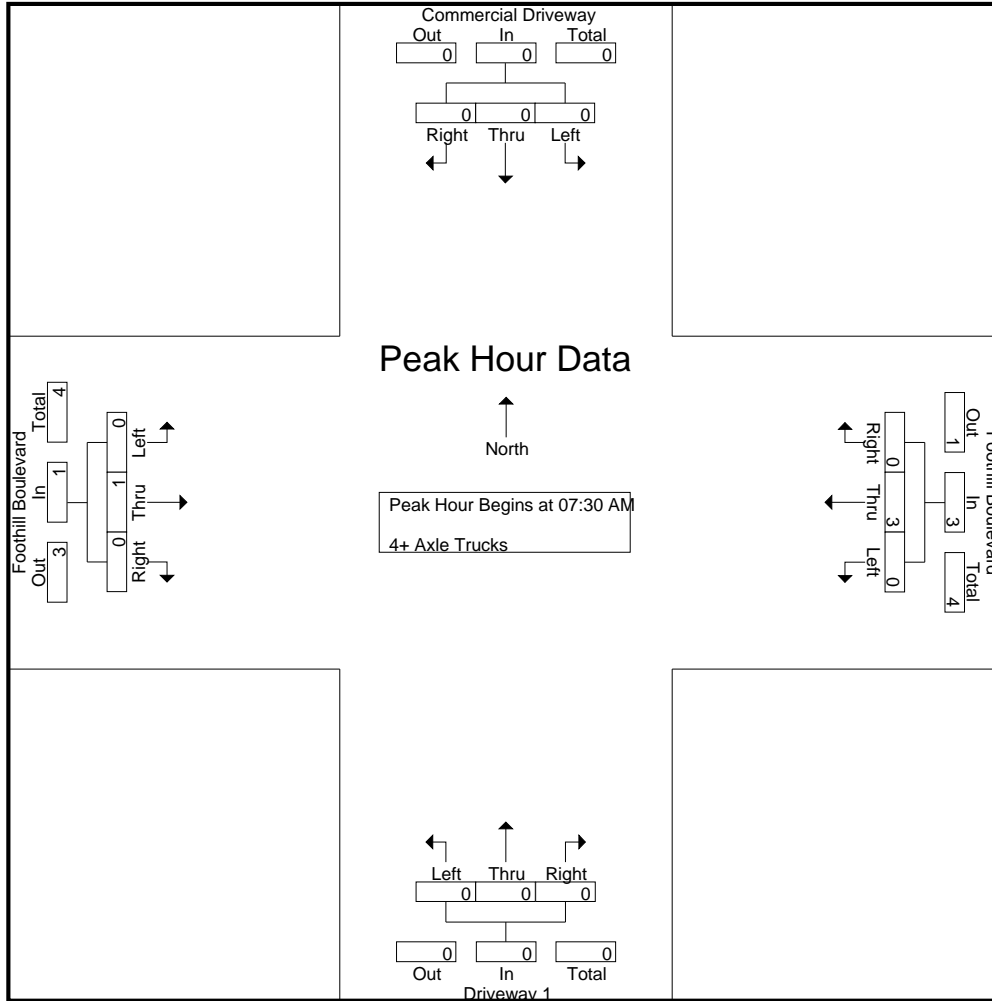 Commercial Driveway
Out In Total
0 0 0
0 0 0
Right Thru Left
Peak Hour Data
North
Peak Hour Begins at 07:30 AM
4+ Axle Trucks
Foothill Boulevard
Total In Out
4 1 3
0 1 0
Left Thru Right
Foothill Boulevard
Out In Total
1 3 4
0 3 0
Right Thru Left
Left Thru Right
0 0 0
0 0 0
Out In Total
Driveway 1